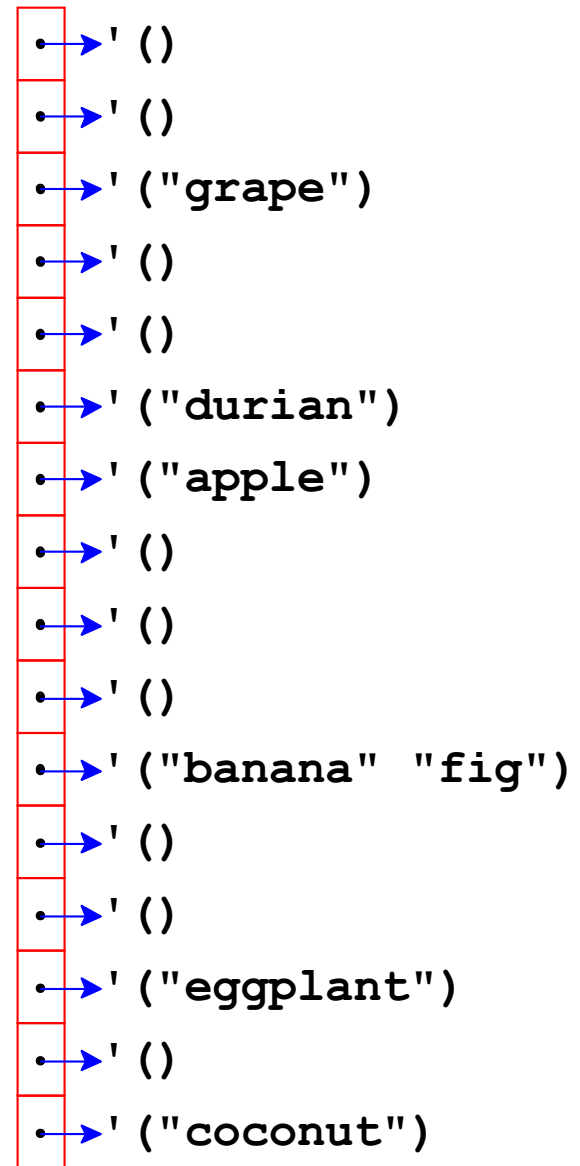 '()
'()
'("grape")
'()
'()
'("durian")
'("apple")
'()
'()
'()
'("banana" "fig")
'()
'()
'("eggplant")
'()
'("coconut")